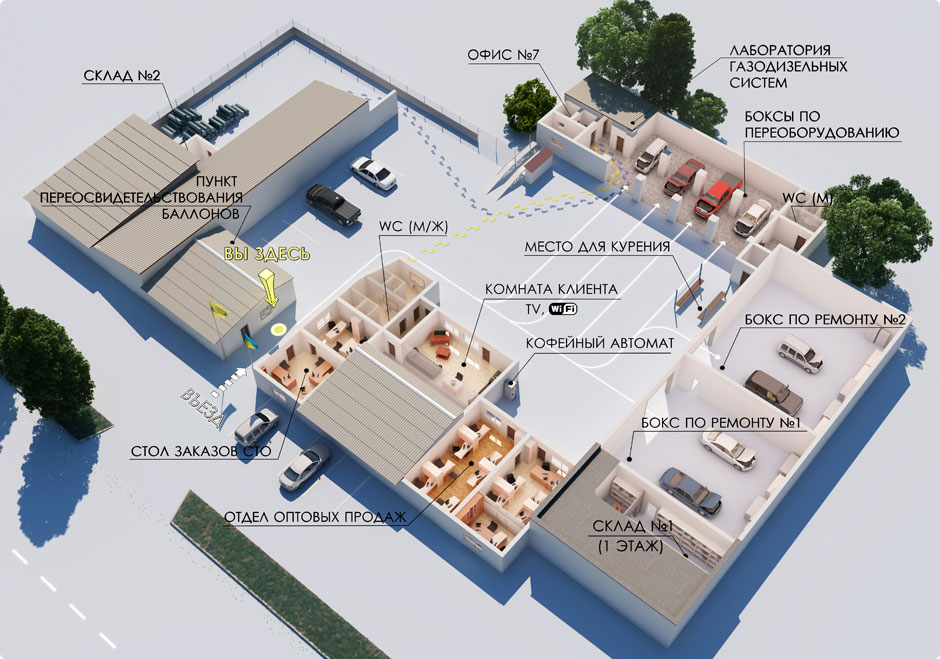 ОФИС №7
ЛАБОРАТОРИЯ
ГАЗОДИЗЕЛЬНЫХ
СИСТЕМ
СКЛАД №2
БОКСЫ ПО
ПЕРЕОБОРУДОВАНИЮ
ПУНКТ
ПЕРЕОСВИДЕТЕЛЬСТВОВАНИЯ
БАЛЛОНОВ
WC (М)
WC (М/Ж)
МЕСТО ДЛЯ КУРЕНИЯ
ВЫ ЗДЕСЬ
КОМНАТА КЛИЕНТА
TV, WiFi
БОКС ПО РЕМОНТУ №2
КОФЕЙНЫЙ АВТОМАТ
ВЪЕЗД
БОКС ПО РЕМОНТУ №1
СТОЛ ЗАКАЗОВ СТО
ОТДЕЛ ОПТОВЫХ ПРОДАЖ
СКЛАД №1
(1 ЭТАЖ)